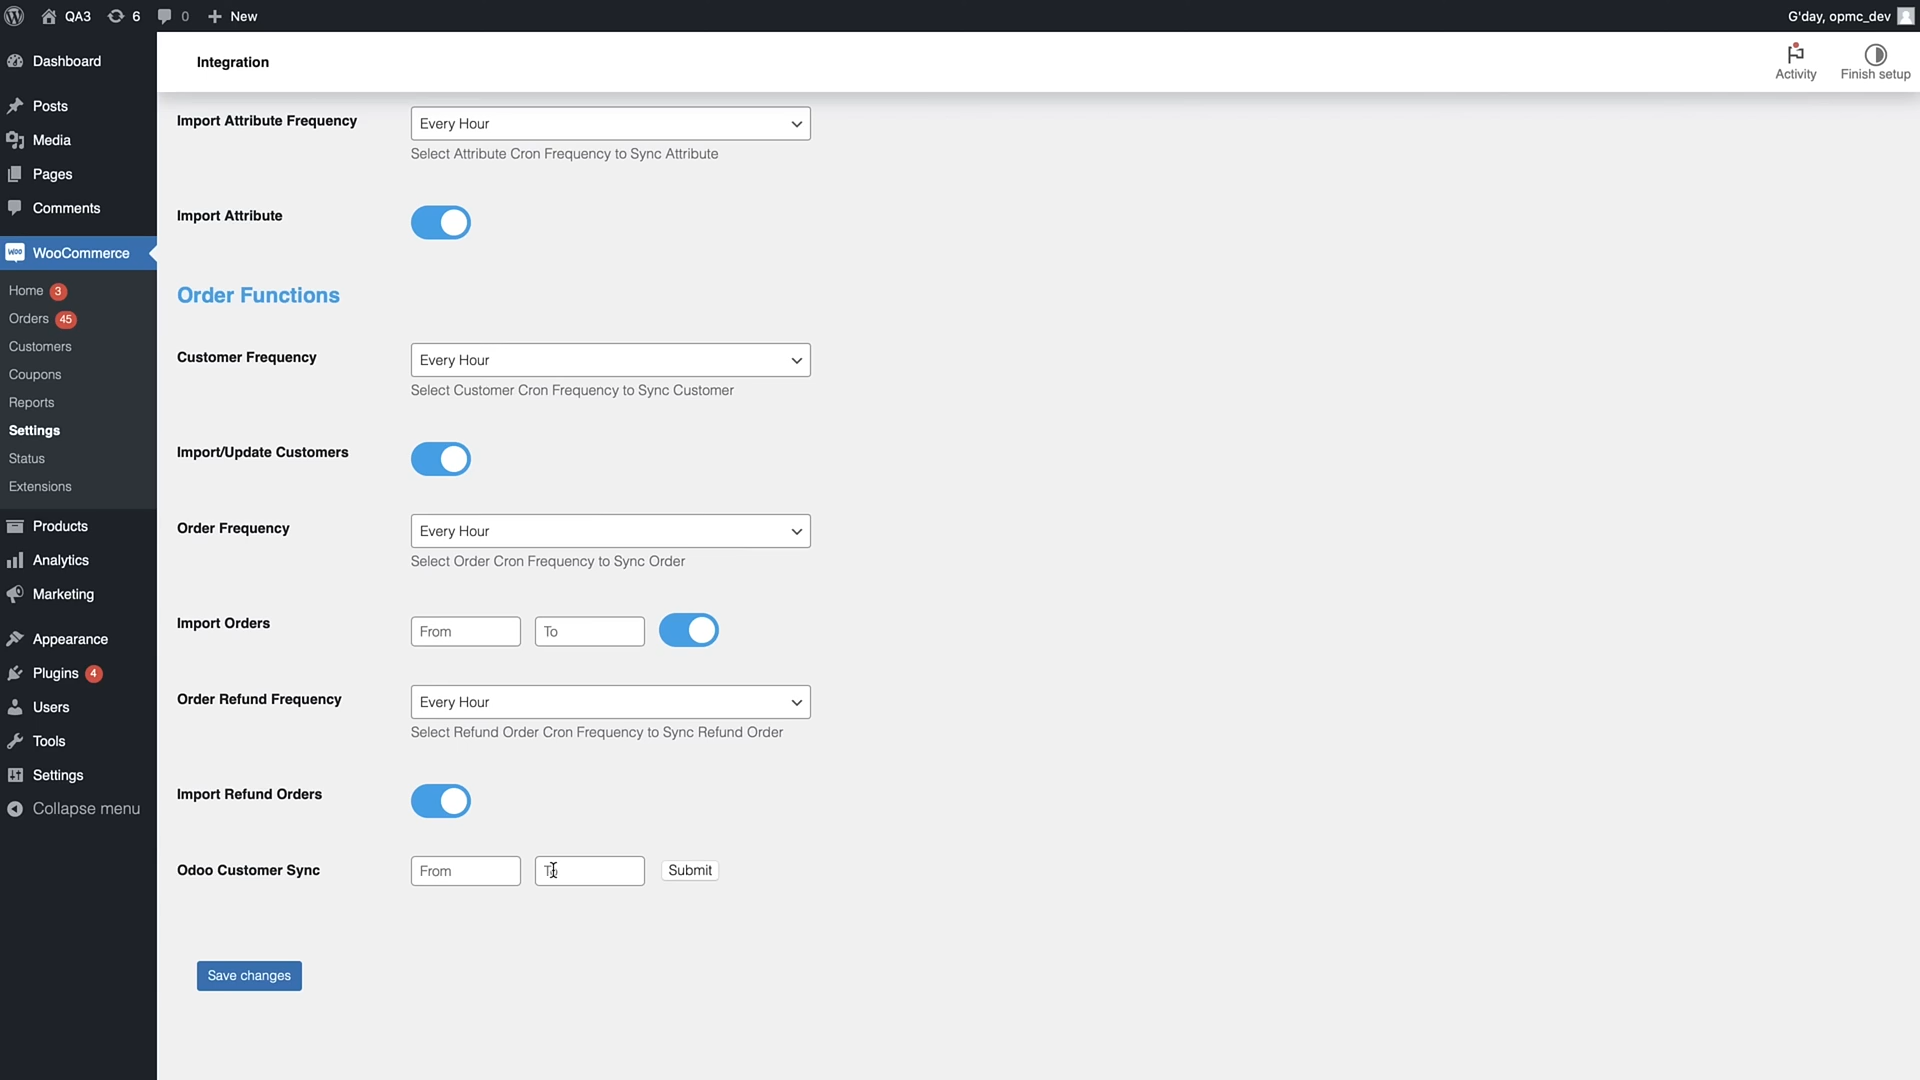 QA3 6 0 New G'day, opmc_dev
Dashboard
Posts
Media
Pages
Comments
WooCommerce
Home 3
Orders 45
Customers
Coupons
Reports
Settings
Status
Extensions
Products
Analytics
Marketing
Appearance
Plugins 4
Users
Tools
Settings
Collapse menu
Integration
Activity
Finish setup
Import Attribute Frequency
Every Hour
Select Attribute Cron Frequency to Sync Attribute
Import Attribute
Order Functions
Customer Frequency
Every Hour
Select Customer Cron Frequency to Sync Customer
Import/Update Customers
Order Frequency
Every Hour
Select Order Cron Frequency to Sync Order
Import Orders
From To
Order Refund Frequency
Every Hour
Select Refund Order Cron Frequency to Sync Refund Order
Import Refund Orders
Odoo Customer Sync
From To Submit
Save changes